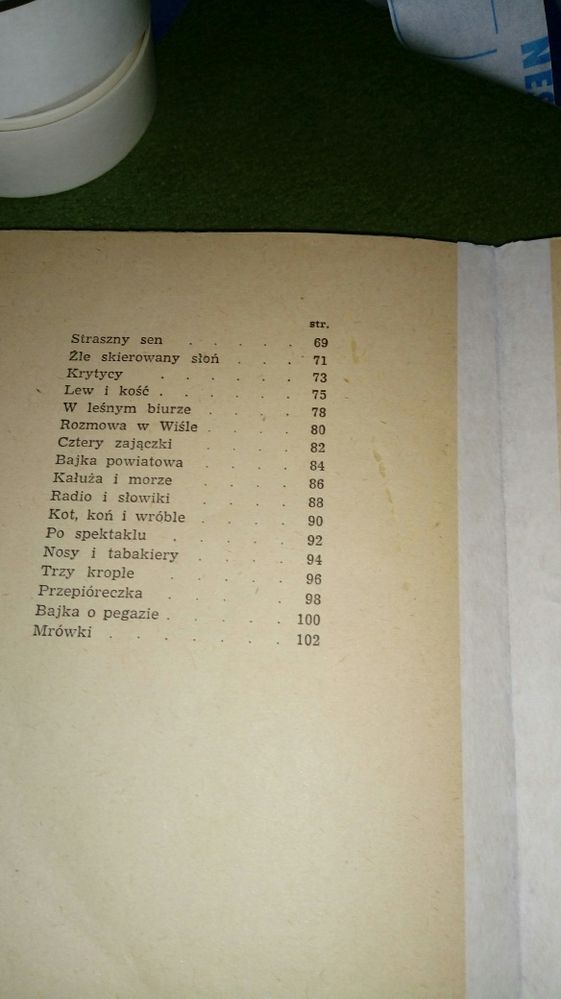 NES
str.
Straszny sen . . . . . 69
Źle skierowany słoń . . . 71
Krytycy . . . . . . 73
Lew i kość . . . . . . 75
W leśnym biurze . . . . 78
Rozmowa w Wiśle . . . . 80
Cztery zajączki . . . . 82
Bajka powiatowa . . . . 84
Kałuża i morze . . . . 86
Radio i słowiki . . . . 88
Kot, koń i wróble . . . . 90
Po spektaklu . . . . . 92
Nosy i tabakiery . . . . 94
Trzy krople . . . . . 96
Przepióreczka . . . . . 98
Bajka o pegazie . . . . . 100
Mrówki . . . . . . . 102